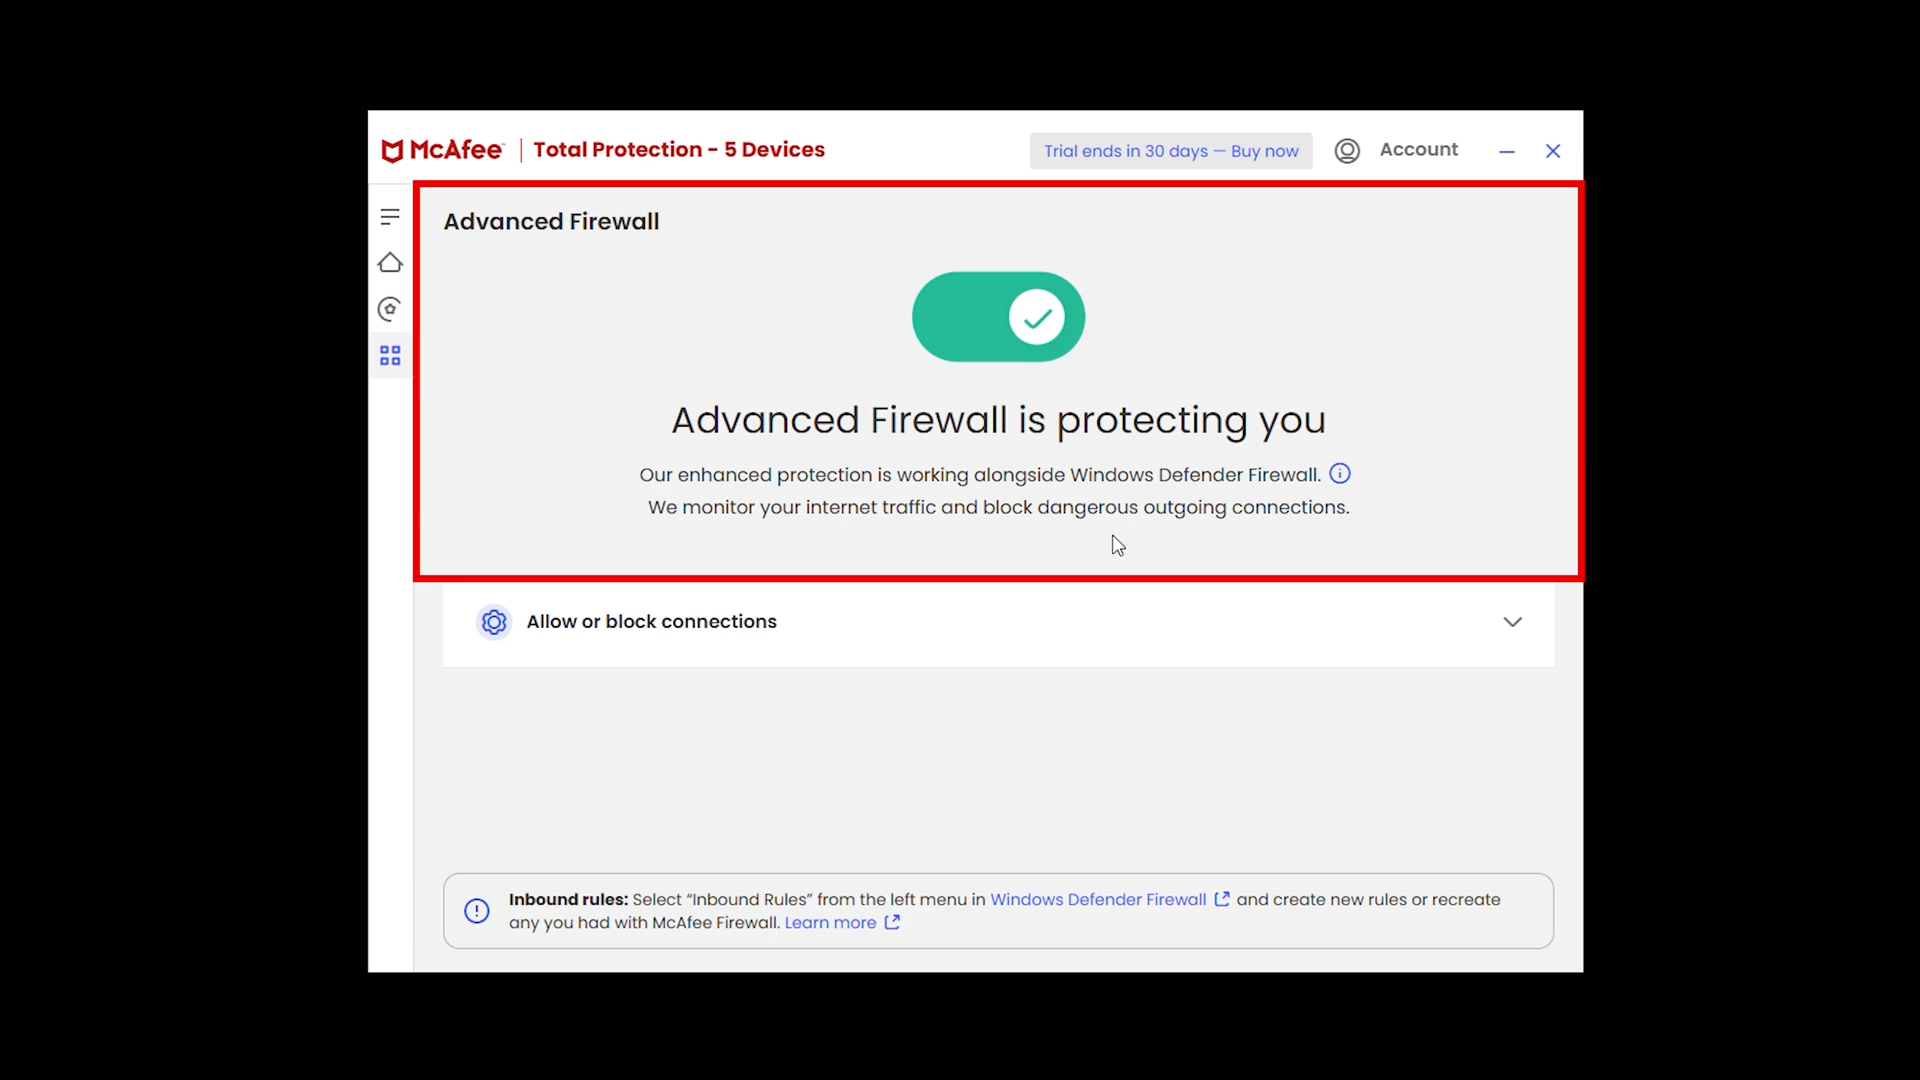 McAfee | Total Protection - 5 Devices
Trial ends in 30 days — Buy now
Account
Advanced Firewall
Advanced Firewall is protecting you
Our enhanced protection is working alongside Windows Defender Firewall.
We monitor your internet traffic and block dangerous outgoing connections.
Allow or block connections
Inbound rules: Select “Inbound Rules” from the left menu in Windows Defender Firewall and create new rules or recreate
any you had with McAfee Firewall. Learn more